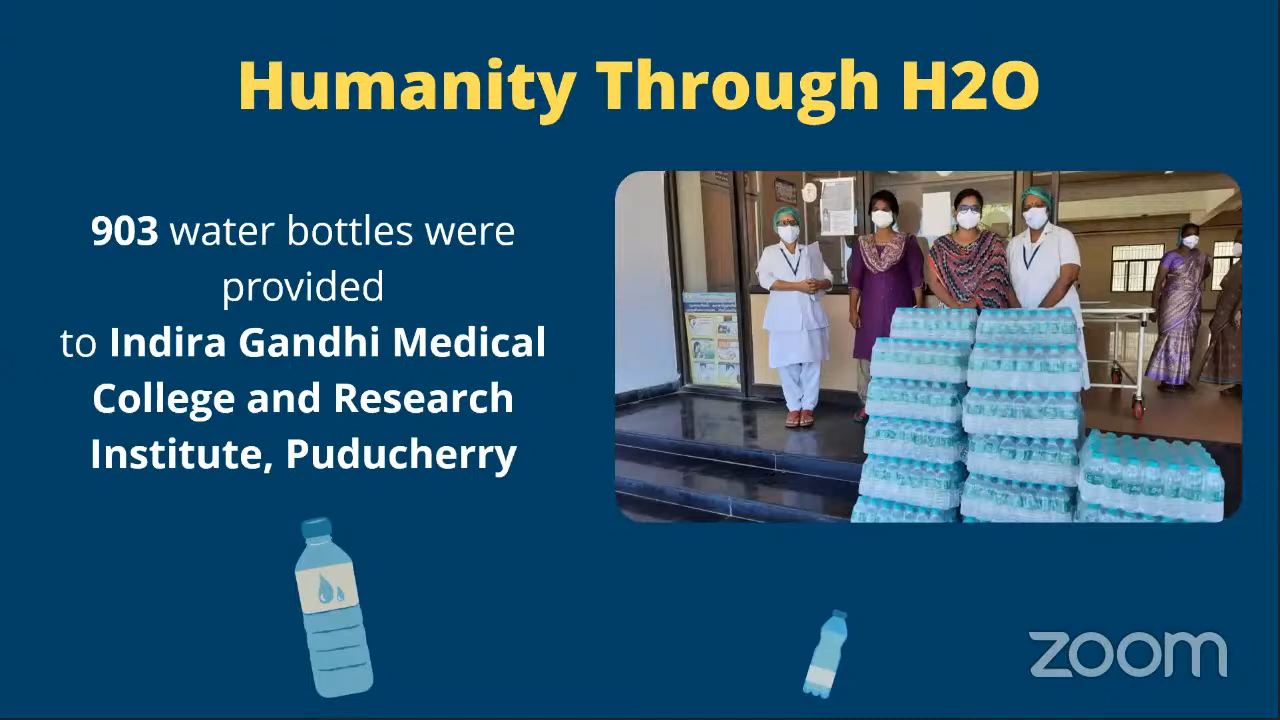 Humanity Through H2O
903 water bottles were
provided
to Indira Gandhi Medical
College and Research
Institute, Puducherry
zoom